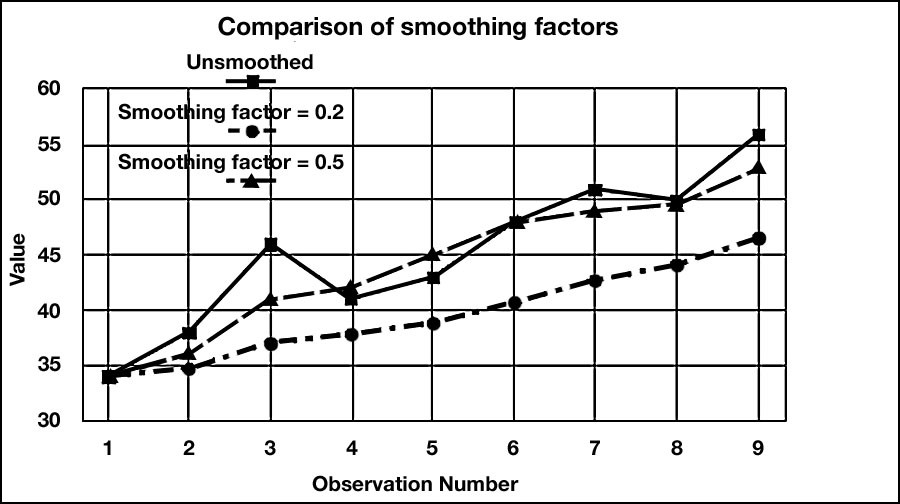 Comparison of smoothing factors
Unsmoothed
Smoothing factor = 0.2
Smoothing factor = 0.5
60
55
50
45
40
35
30
Value
1 2 3 4 5 6 7 8 9
Observation Number